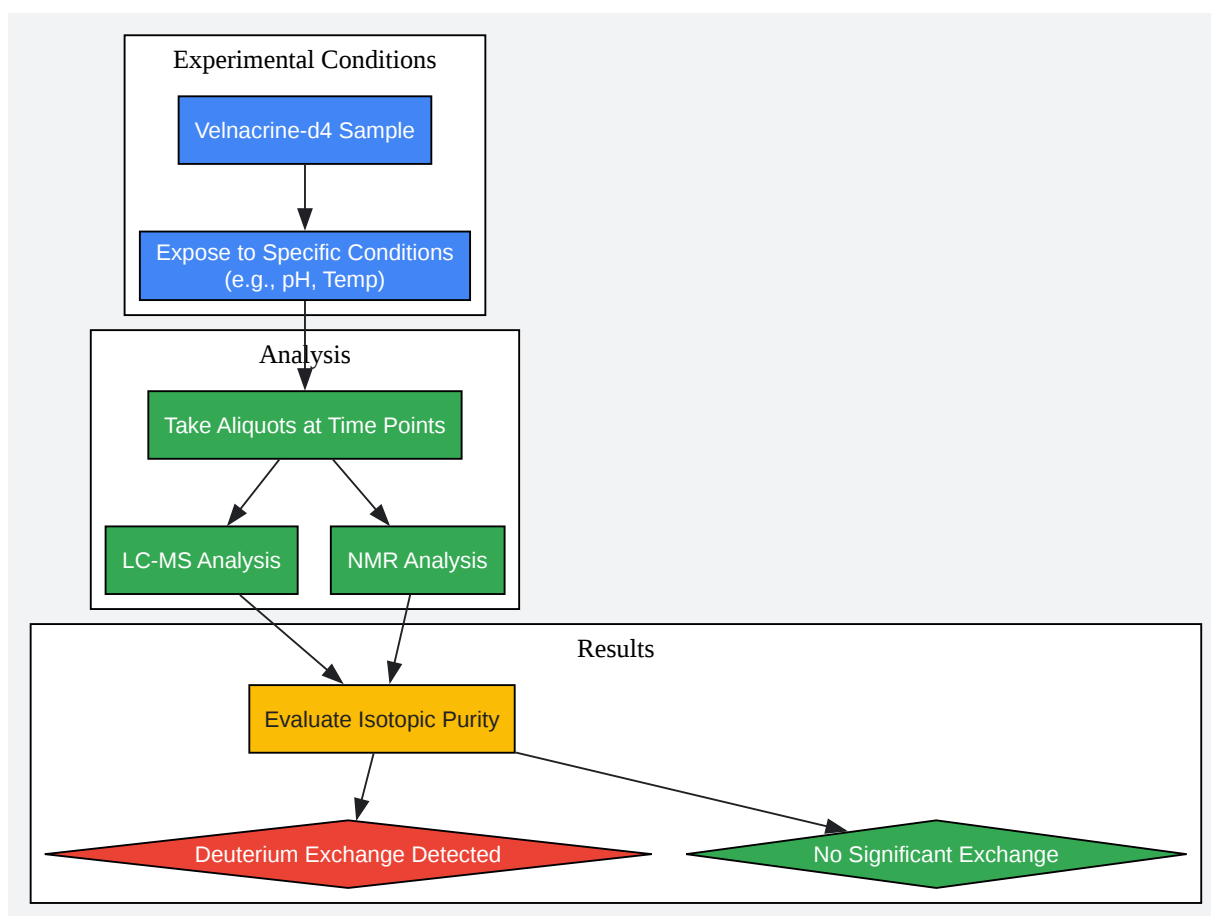 Experimental Conditions
Velnacrine-d4 Sample
Expose to Specific Conditions
(e.g., pH, Temp)
Analysis
Take Aliquots at Time Points
LC-MS Analysis
NMR Analysis
Results
Evaluate Isotopic Purity
Deuterium Exchange Detected
No Significant Exchange